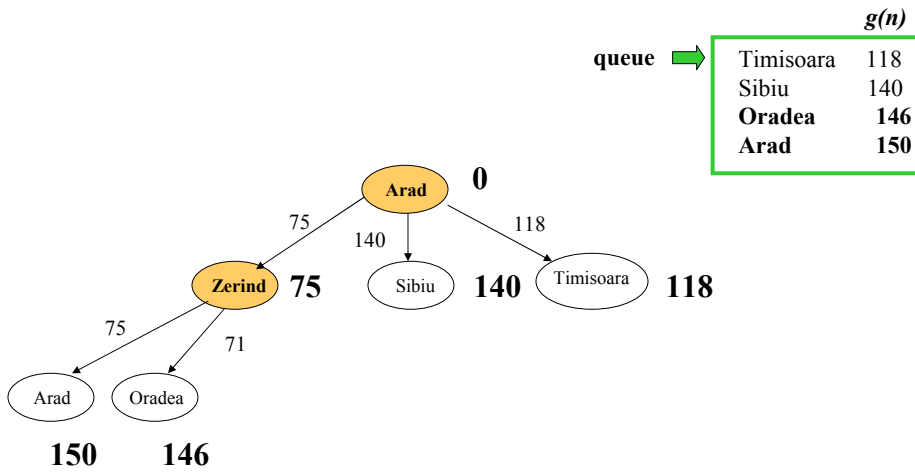 g(n)
queue
Timisoara 118
Sibiu 140
Oradea 146
Arad 150
Arad 0
75 140 118
Zerind 75 Sibiu 140 Timisoara 118
75 71
Arad Oradea
150 146